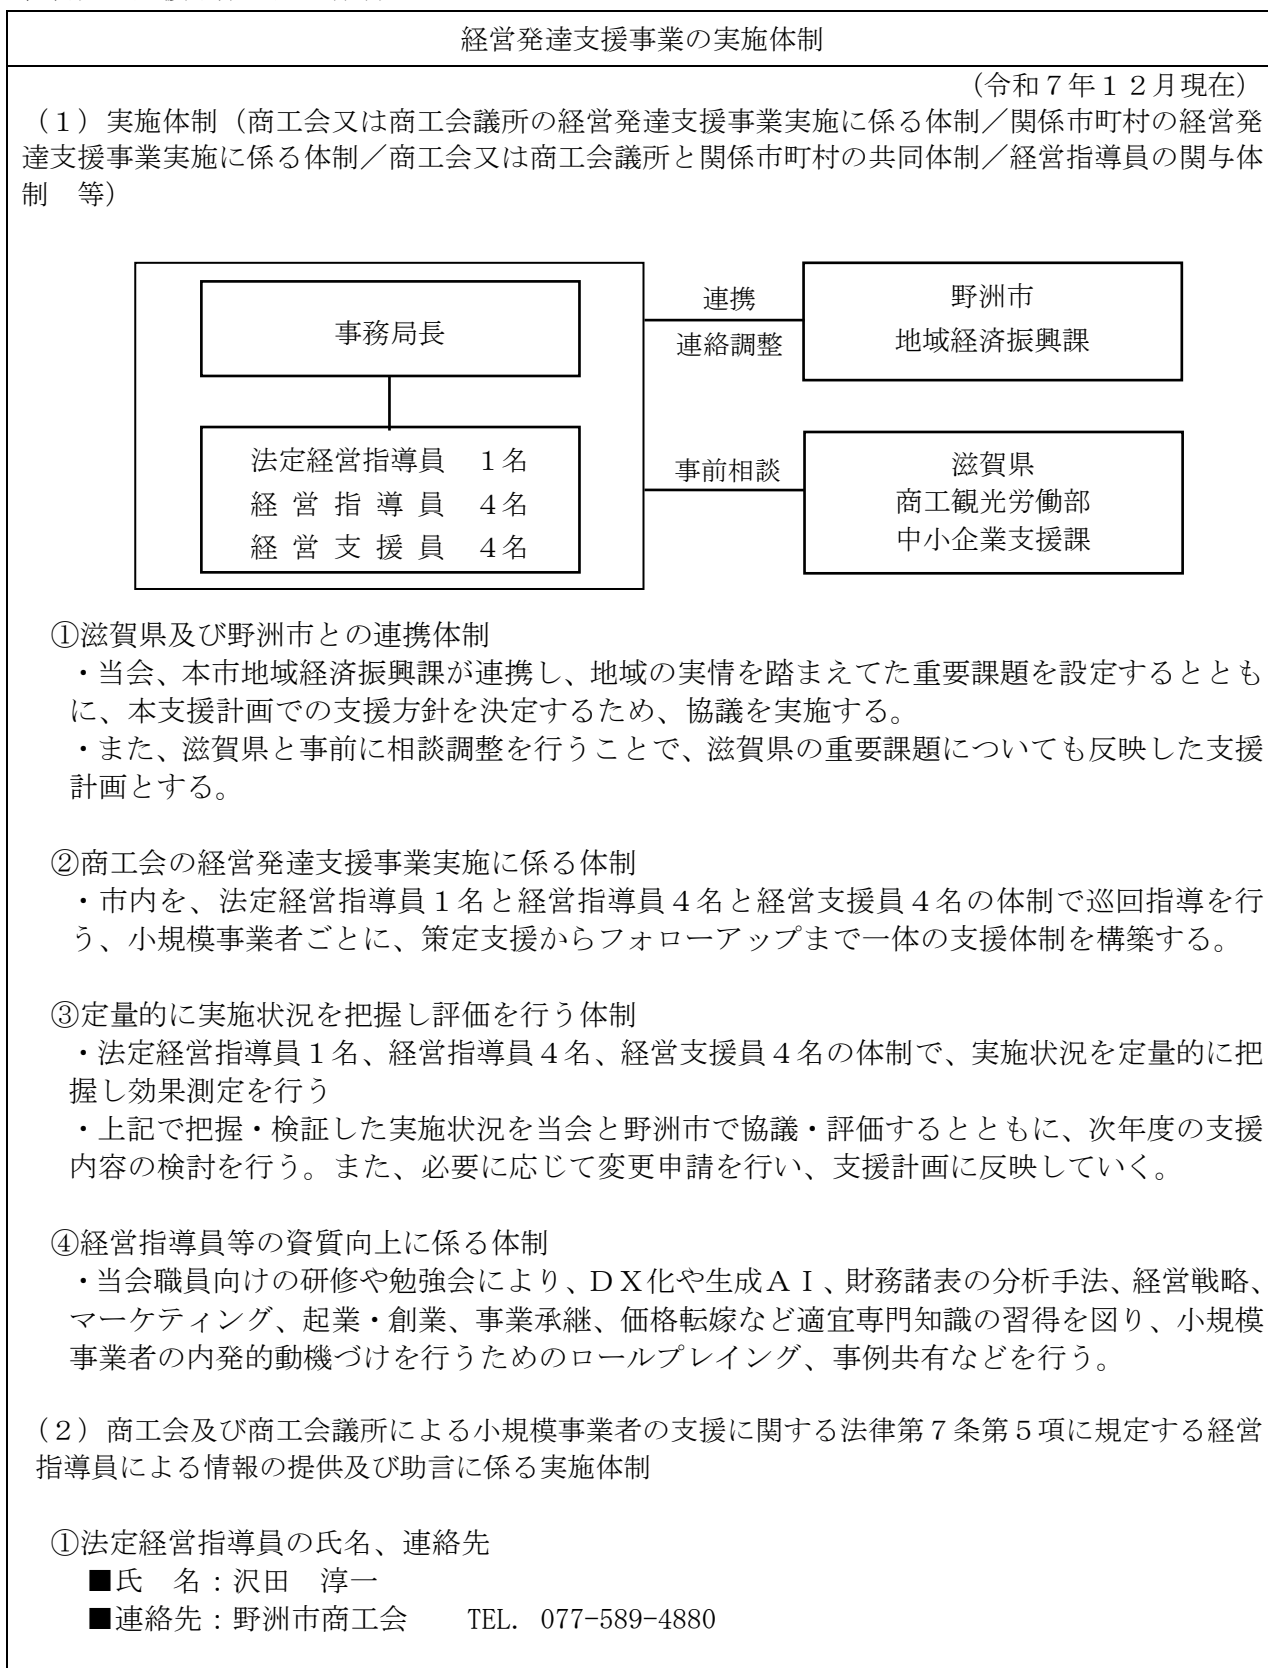 経営発達支援事業の実施体制
（令和７年１２月現在）
（１）実施体制（商工会又は商工会議所の経営発達支援事業実施に係る体制／関係市町村の経営発
達支援事業実施に係る体制／商工会又は商工会議所と関係市町村の共同体制／経営指導員の関与体
制　等）
事務局長
法定経営指導員　１名
経 営 指 導 員　４名
経 営 支 援 員　４名
連携
連絡調整
野洲市
地域経済振興課
事前相談
滋賀県
商工観光労働部
中小企業支援課
①滋賀県及び野洲市との連携体制
・当会、本市地域経済振興課が連携し、地域の実情を踏まえてた重要課題を設定するととも
に、本支援計画での支援方針を決定するため、協議を実施する。
・また、滋賀県と事前に相談調整を行うことで、滋賀県の重要課題についても反映した支援
計画とする。
②商工会の経営発達支援事業実施に係る体制
・市内を、法定経営指導員１名と経営指導員４名と経営支援員４名の体制で巡回指導を行
う、小規模事業者ごとに、策定支援からフォローアップまで一体の支援体制を構築する。
③定量的に実施状況を把握し評価を行う体制
・法定経営指導員１名、経営指導員４名、経営支援員４名の体制で、実施状況を定量的に把
握し効果測定を行う
・上記で把握・検証した実施状況を当会と野洲市で協議・評価するとともに、次年度の支援
内容の検討を行う。また、必要に応じて変更申請を行い、支援計画に反映していく。
④経営指導員等の資質向上に係る体制
・当会職員向けの研修や勉強会により、ＤＸ化や生成ＡＩ、財務諸表の分析手法、経営戦略、
マーケティング、起業・創業、事業承継、価格転嫁など適宜専門知識の習得を図り、小規模
事業者の内発的動機づけを行うためのロールプレイング、事例共有などを行う。
（２）商工会及び商工会議所による小規模事業者の支援に関する法律第７条第５項に規定する経営
指導員による情報の提供及び助言に係る実施体制
①法定経営指導員の氏名、連絡先
■氏　名：沢田　淳一
■連絡先：野洲市商工会　　TEL. 077-589-4880